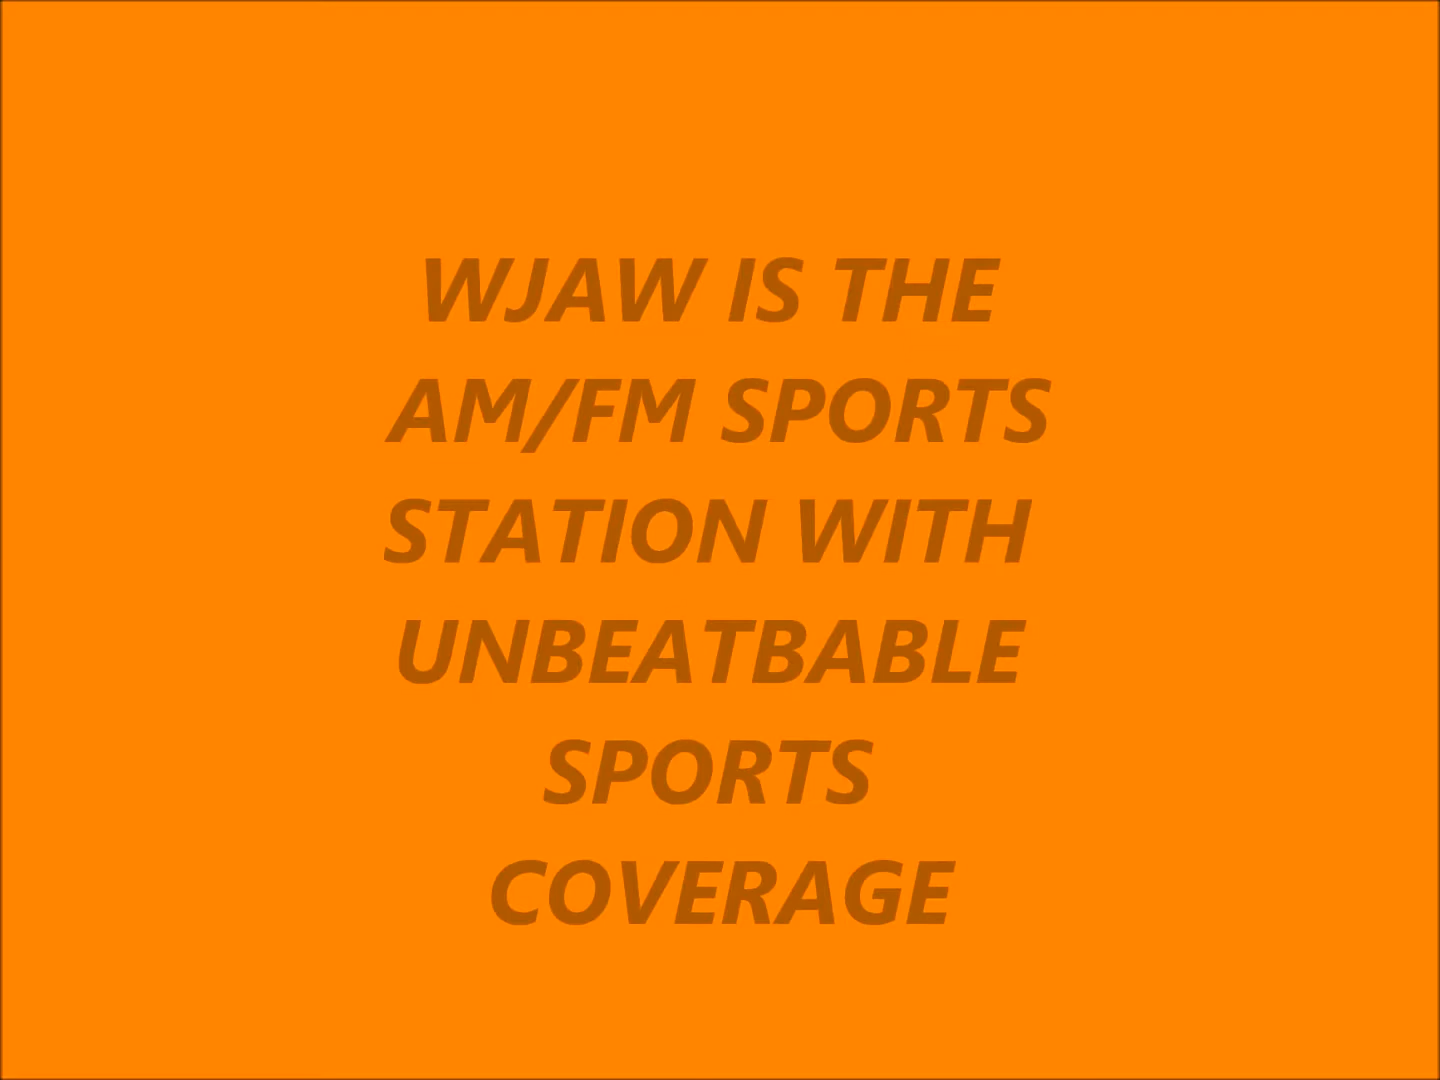 WJAW IS THE
AM/FM SPORTS
STATION WITH
UNBEATBABLE
SPORTS
COVERAGE